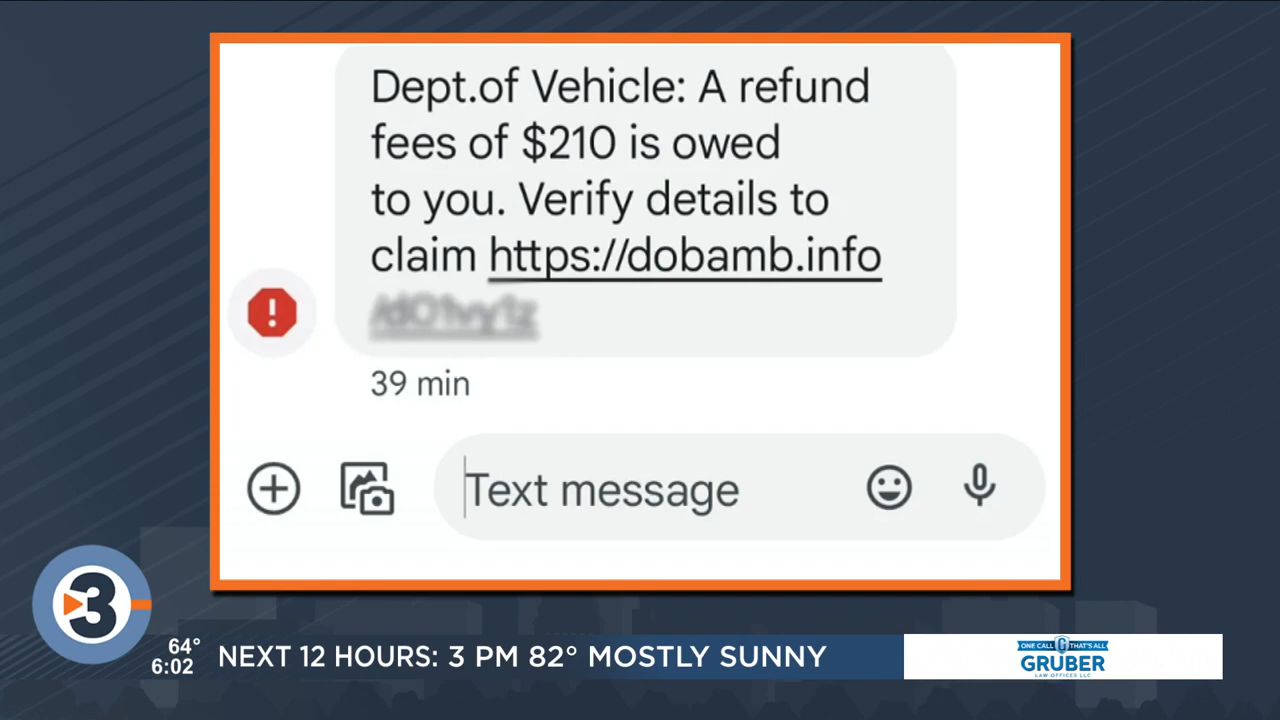 Dept.of Vehicle: A refund
fees of $210 is owed
to you. Verify details to
claim https://dobamb.info
39 min
Text message
3
64°
6:02
NEXT 12 HOURS: 3 PM 82° MOSTLY SUNNY
ONE CALL G THAT'S ALL
GRUBER
LAW OFFICES LLC